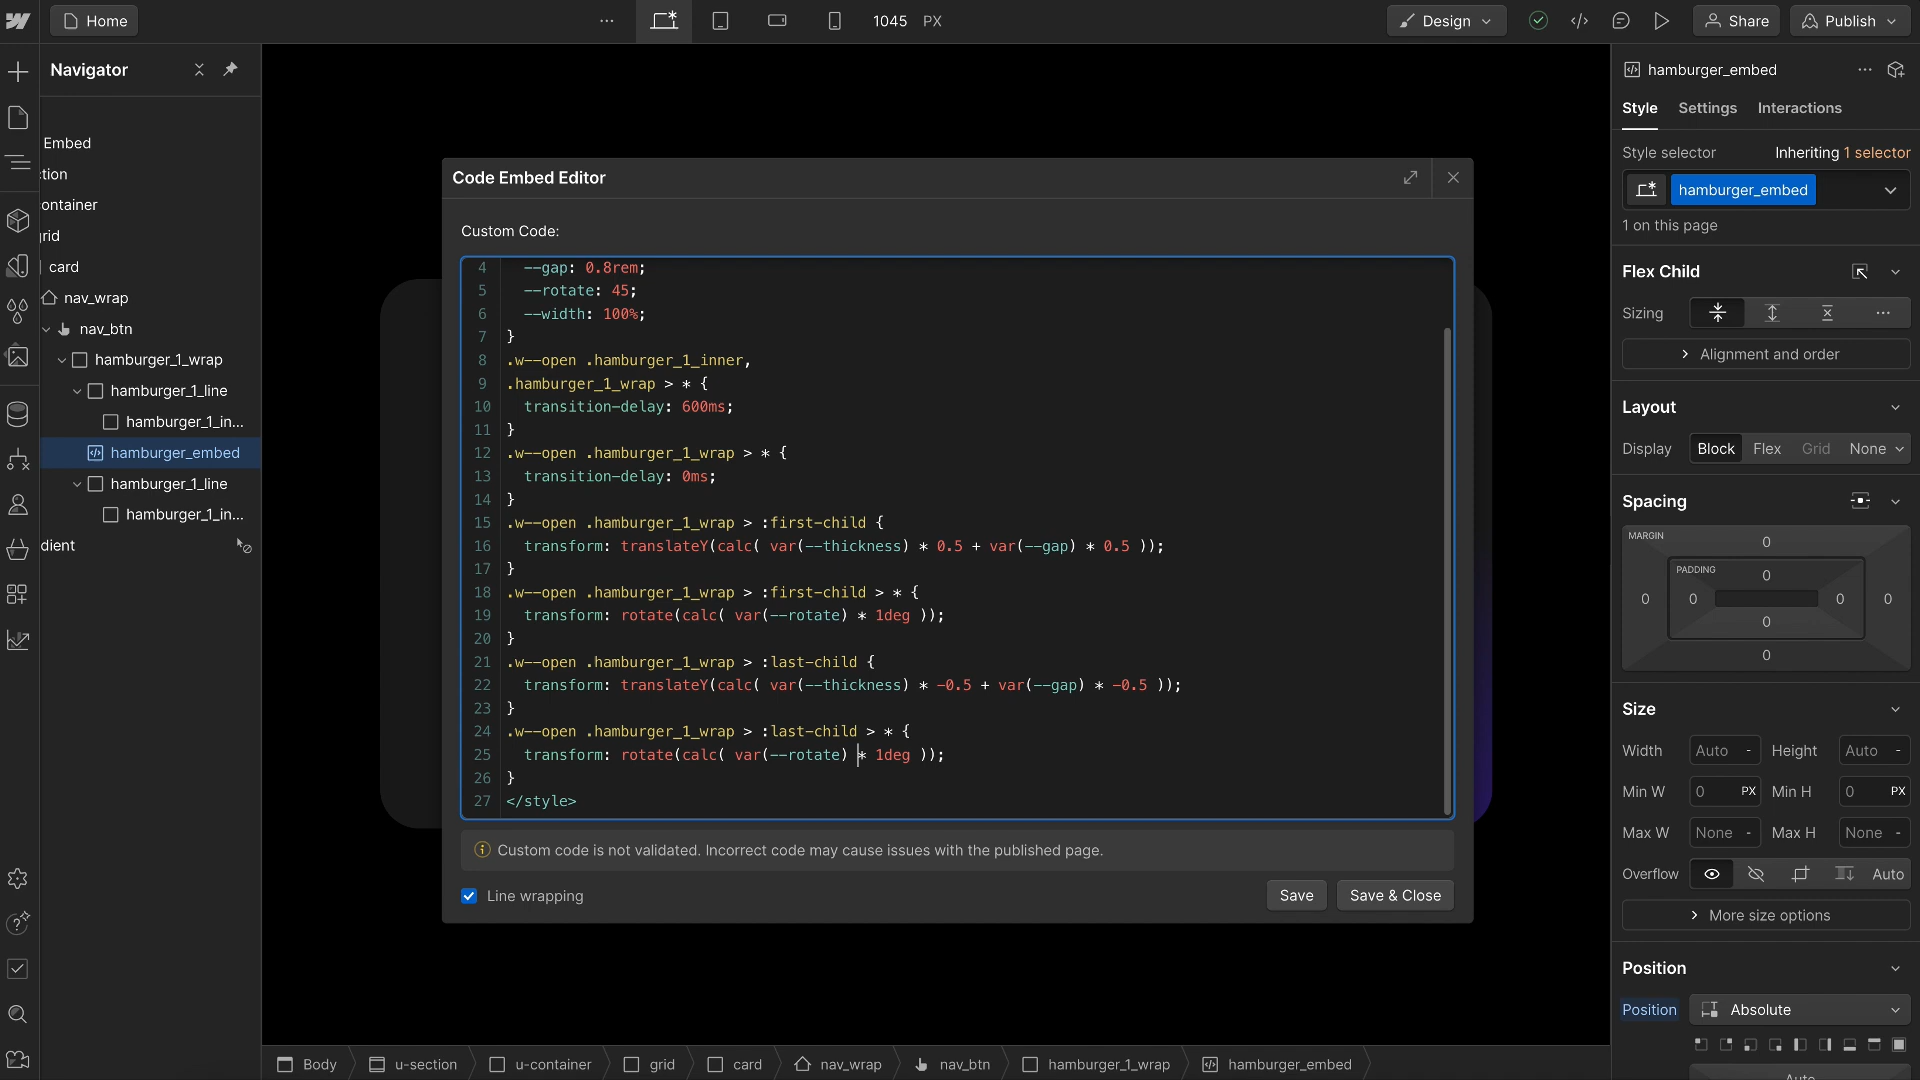 Home
1045 PX
Design
Share
Publish
Navigator
Embed
tion
ontainer
rid
card
nav_wrap
nav_btn
hamburger_1_wrap
hamburger_1_line
hamburger_1_in...
hamburger_embed
hamburger_1_line
hamburger_1_in...
dient
Code Embed Editor
Custom Code:
4 --gap: 0.8rem;
5 --rotate: 45;
6 --width: 100%;
7 }
8 .w--open .hamburger_1_inner,
9 .hamburger_1_wrap > * {
10 transition-delay: 600ms;
11 }
12 .w--open .hamburger_1_wrap > * {
13 transition-delay: 0ms;
14 }
15 .w--open .hamburger_1_wrap > :first-child {
16 transform: translateY(calc( var(--thickness) * 0.5 + var(--gap) * 0.5 ));
17 }
18 .w--open .hamburger_1_wrap > :first-child > * {
19 transform: rotate(calc( var(--rotate) * 1deg ));
20 }
21 .w--open .hamburger_1_wrap > :last-child {
22 transform: translateY(calc( var(--thickness) * -0.5 + var(--gap) * -0.5 ));
23 }
24 .w--open .hamburger_1_wrap > :last-child > * {
25 transform: rotate(calc( var(--rotate) * 1deg ));
26 }
27 </style>
Custom code is not validated. Incorrect code may cause issues with the published page.
Line wrapping
Save
Save & Close
hamburger_embed
Style Settings Interactions
Style selector Inheriting 1 selector
hamburger_embed
1 on this page
Flex Child
Sizing
Alignment and order
Layout
Display Block Flex Grid None
Spacing
MARGIN 0
PADDING 0
0 0 0 0
0
0
Size
Width Auto - Height Auto -
Min W 0 PX Min H 0 PX
Max W None - Max H None -
Overflow Auto
More size options
Position
Position Absolute
Auto
Body u-section u-container grid card nav_wrap nav_btn hamburger_1_wrap hamburger_embed